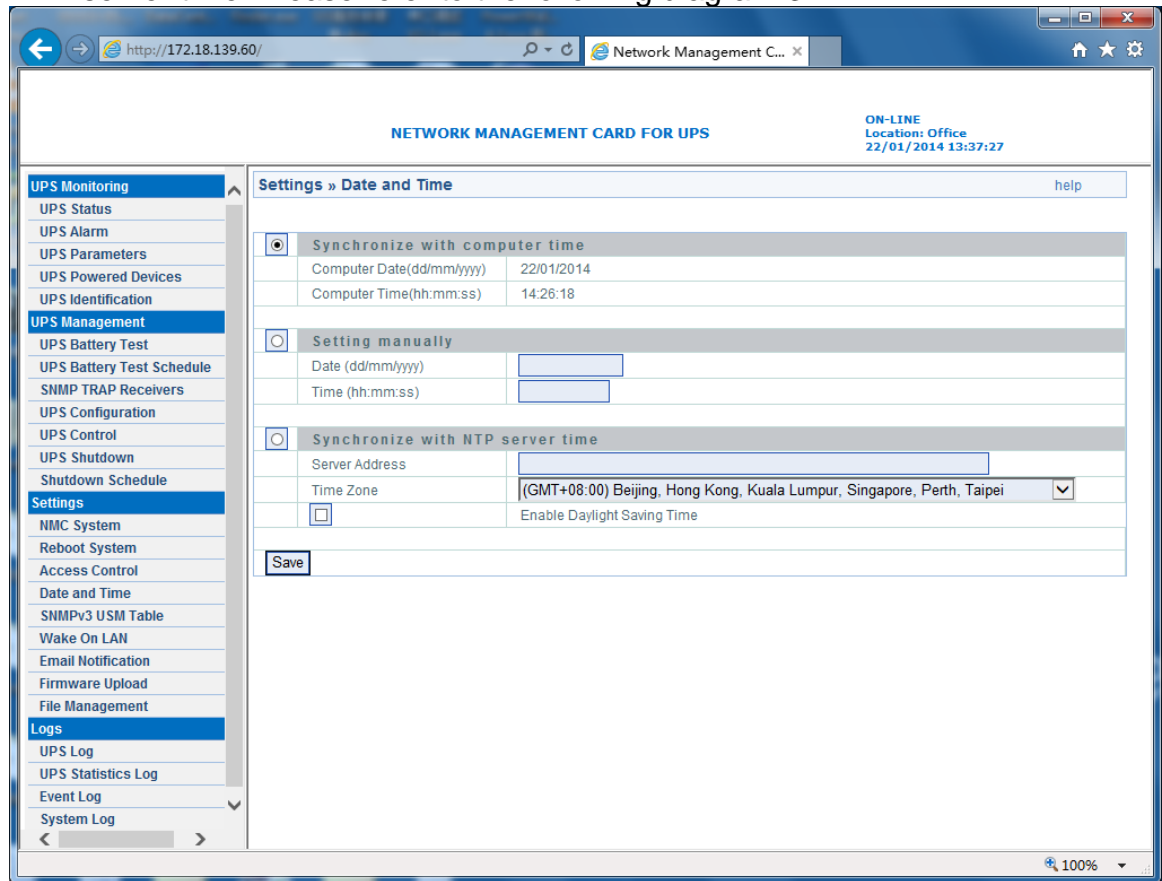 http://172.18.139.60/
Network Management C...
NETWORK MANAGEMENT CARD FOR UPS
ON-LINE
Location: Office
22/01/2014 13:37:27
UPS Monitoring
UPS Status
UPS Alarm
UPS Parameters
UPS Powered Devices
UPS Identification
UPS Management
UPS Battery Test
UPS Battery Test Schedule
SNMP TRAP Receivers
UPS Configuration
UPS Control
UPS Shutdown
Shutdown Schedule
Settings
NMC System
Reboot System
Access Control
Date and Time
SNMPv3 USM Table
Wake On LAN
Email Notification
Firmware Upload
File Management
Logs
UPS Log
UPS Statistics Log
Event Log
System Log
Settings » Date and Time
help
Synchronize with computer time
Computer Date(dd/mm/yyyy) 22/01/2014
Computer Time(hh:mm:ss) 14:26:18
Setting manually
Date (dd/mm/yyyy)
Time (hh:mm:ss)
Synchronize with NTP server time
Server Address
Time Zone (GMT+08:00) Beijing, Hong Kong, Kuala Lumpur, Singapore, Perth, Taipei
Enable Daylight Saving Time
Save
100%